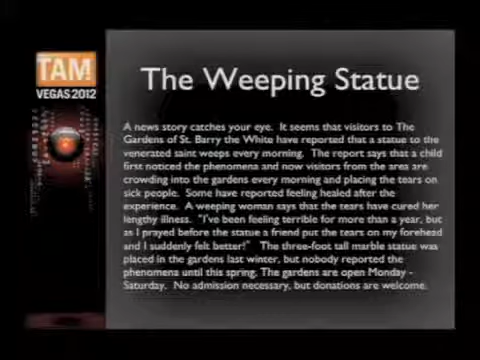 TAM
VEGAS 2012
The Weeping Statue
A news story catches your eye. It seems that visitors to The
Gardens of St. Barry the White have reported that a statue to the
venerated saint weeps every morning. The report says that a child
first noticed the phenomena and now visitors from the area are
crowding into the gardens every morning and placing the tears on
sick people. Some have reported feeling healed after the
experience. A weeping woman says that the tears have cured her
lengthy illness. "I've been feeling terrible for more than a year, but
as I prayed before the statue a friend put the tears on my forehead
and I suddenly felt better!" The three-foot tall marble statue was
placed in the gardens last winter, but nobody reported the
phenomena until this spring. The gardens are open Monday -
Saturday. No admission necessary, but donations are welcome.